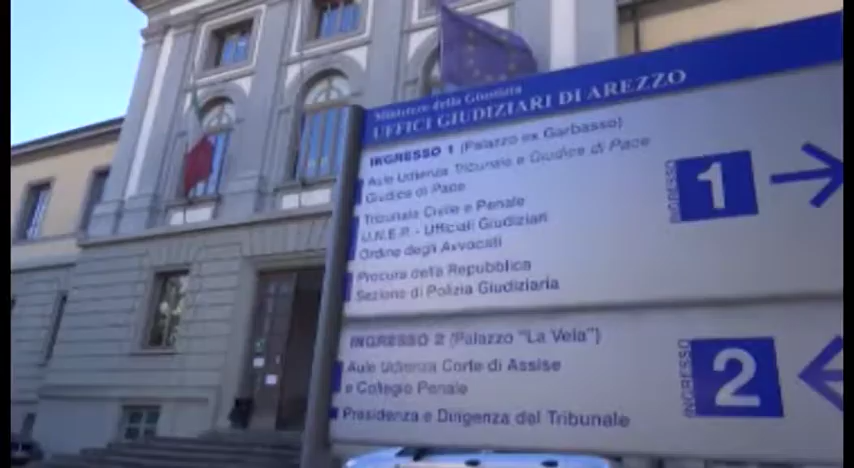 Ministero della Giustizia
UFFICI GIUDIZIARI DI AREZZO
INGRESSO 1 (Palazzo ex Garbasso)
Aule Udienza Tribunale e Giudice di Pace
Giudice di Pace
Tribunale Civile e Penale
U.N.E.P. - Ufficiali Giudiziari
Ordine degli Avvocati
Procura della Repubblica
Sezione di Polizia Giudiziaria
INGRESSO
1
INGRESSO 2 (Palazzo "La Vela")
Aule Udienza Corte di Assise
e Collegio Penale
Presidenza e Dirigenza del Tribunale
INGRESSO
2